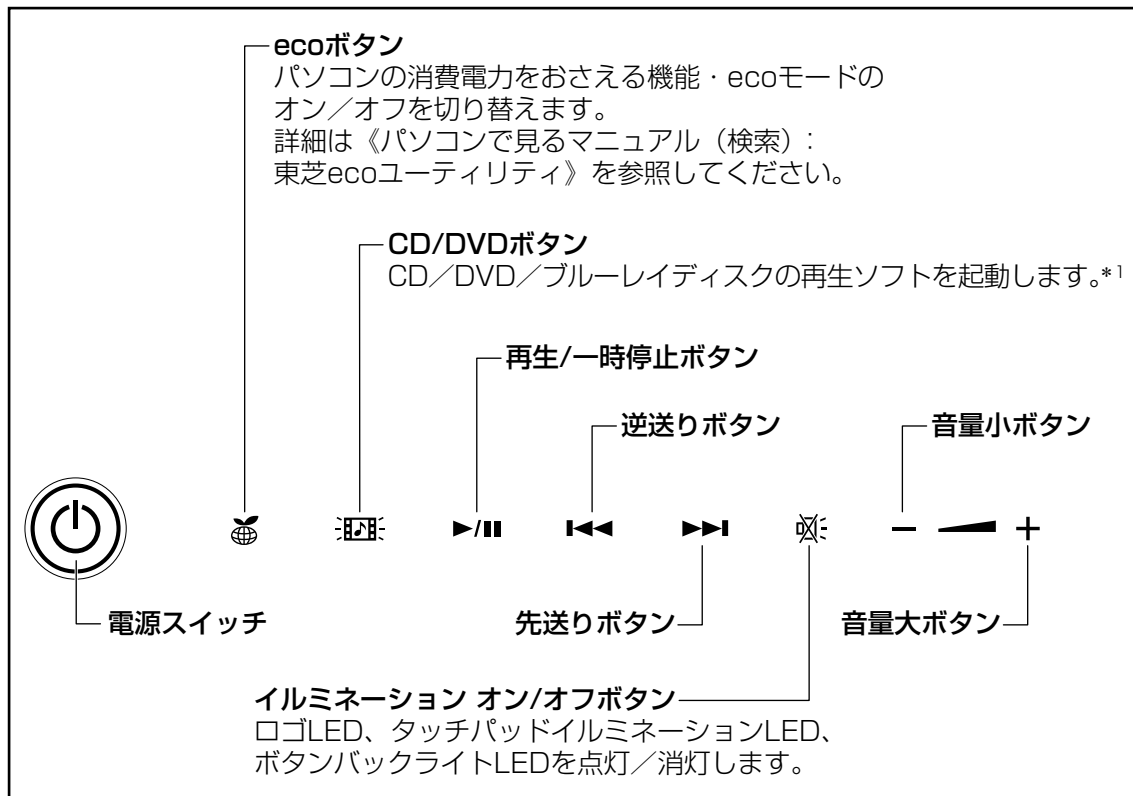 ecoボタン
パソコンの消費電力をおさえる機能・ecoモードの
オン／オフを切り替えます。
詳細は《パソコンで見るマニュアル（検索）：
東芝ecoユーティリティ》を参照してください。
CD/DVDボタン
CD／DVD／ブルーレイディスクの再生ソフトを起動します。*1
再生/一時停止ボタン
逆送りボタン
音量小ボタン
電源スイッチ
先送りボタン
音量大ボタン
イルミネーション オン/オフボタン
ロゴLED、タッチパッドイルミネーションLED、
ボタンバックライトLEDを点灯／消灯します。